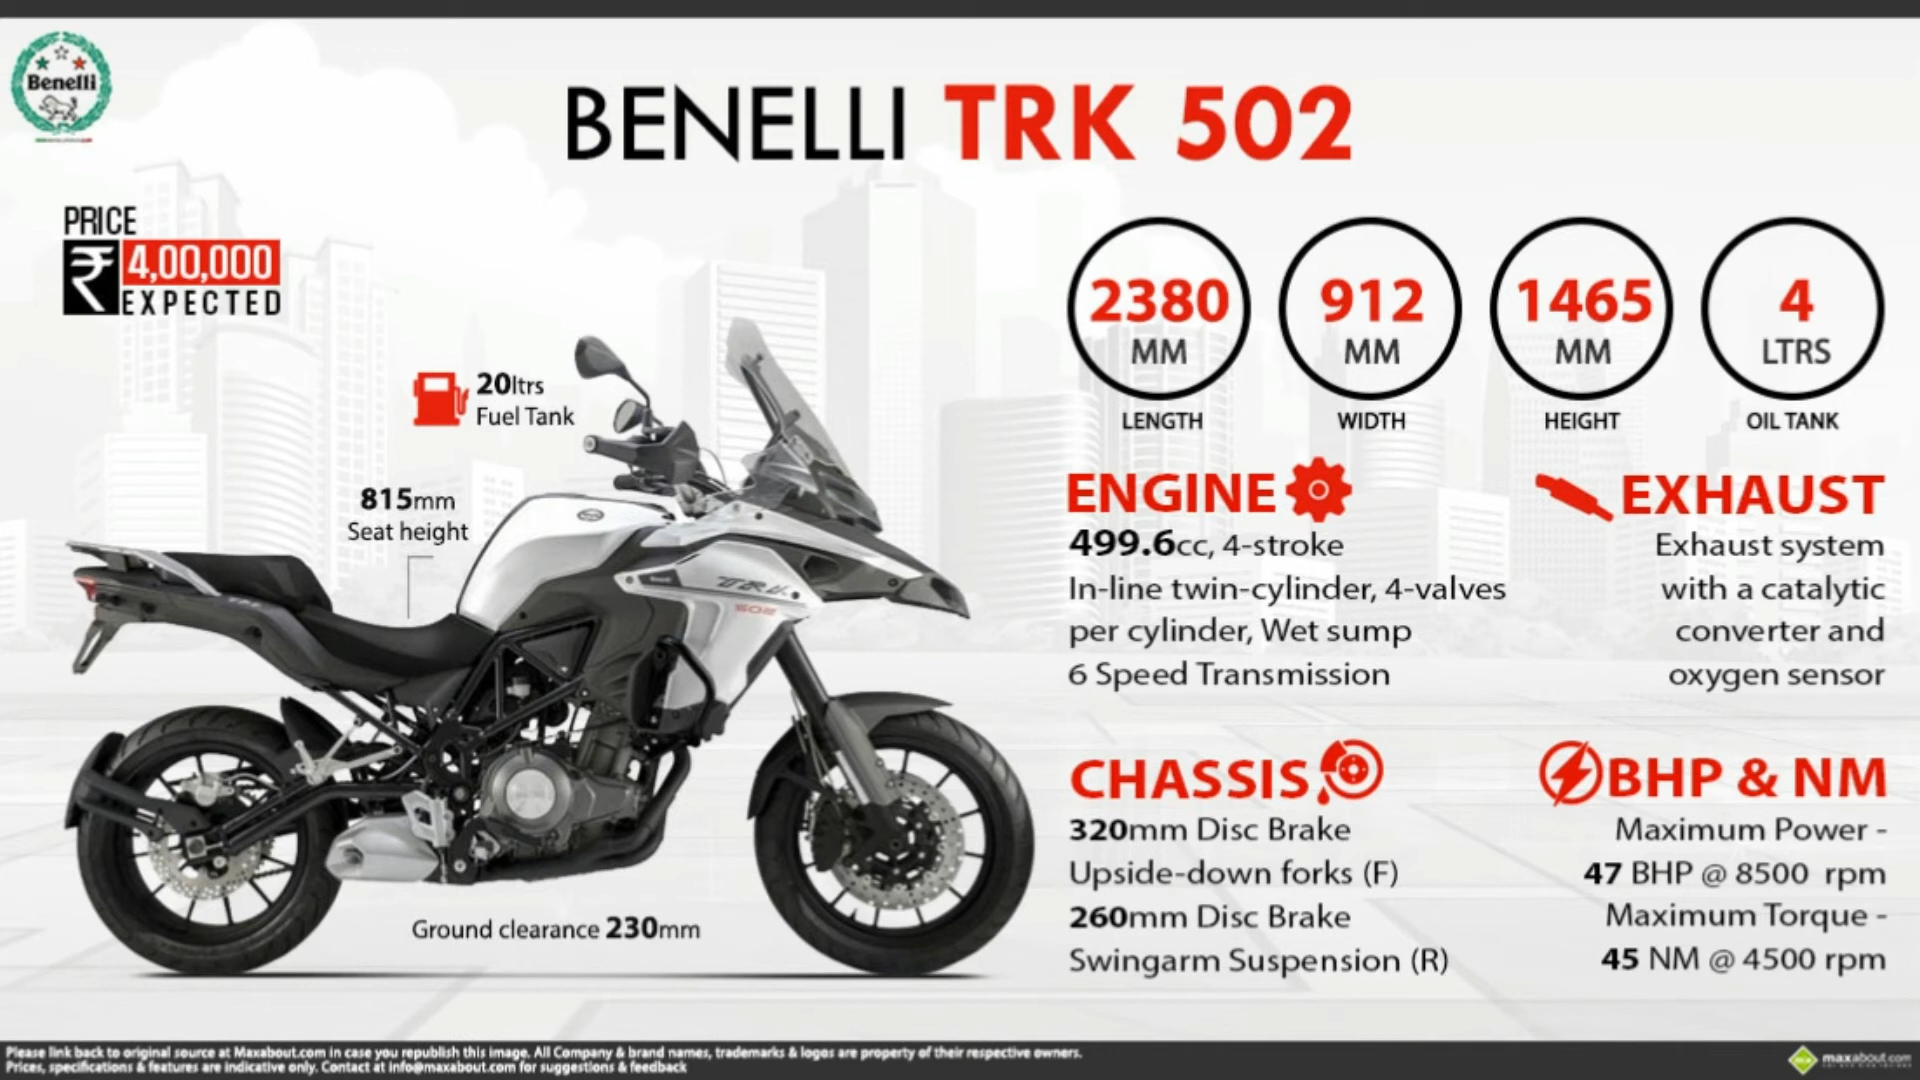 Benelli
BENELLI TRK 502
PRICE
₹ 4,00,000
EXPECTED
20ltrs
Fuel Tank
815mm
Seat height
TRK
502
Ground clearance 230mm
2380
MM
LENGTH
912
MM
WIDTH
1465
MM
HEIGHT
4
LTRS
OIL TANK
ENGINE
499.6cc, 4-stroke
In-line twin-cylinder, 4-valves
per cylinder, Wet sump
6 Speed Transmission
EXHAUST
Exhaust system
with a catalytic
converter and
oxygen sensor
CHASSIS
320mm Disc Brake
Upside-down forks (F)
260mm Disc Brake
Swingarm Suspension (R)
BHP & NM
Maximum Power -
47 BHP @ 8500 rpm
Maximum Torque -
45 NM @ 4500 rpm
Please link back to original source at Maxabout.com in case you republish this image. All Company & brand names, trademarks & logos are property of their respective owners.
Prices, specifications & features are indicative only. Contact at info@maxabout.com for suggestions & feedback
maxabout.com